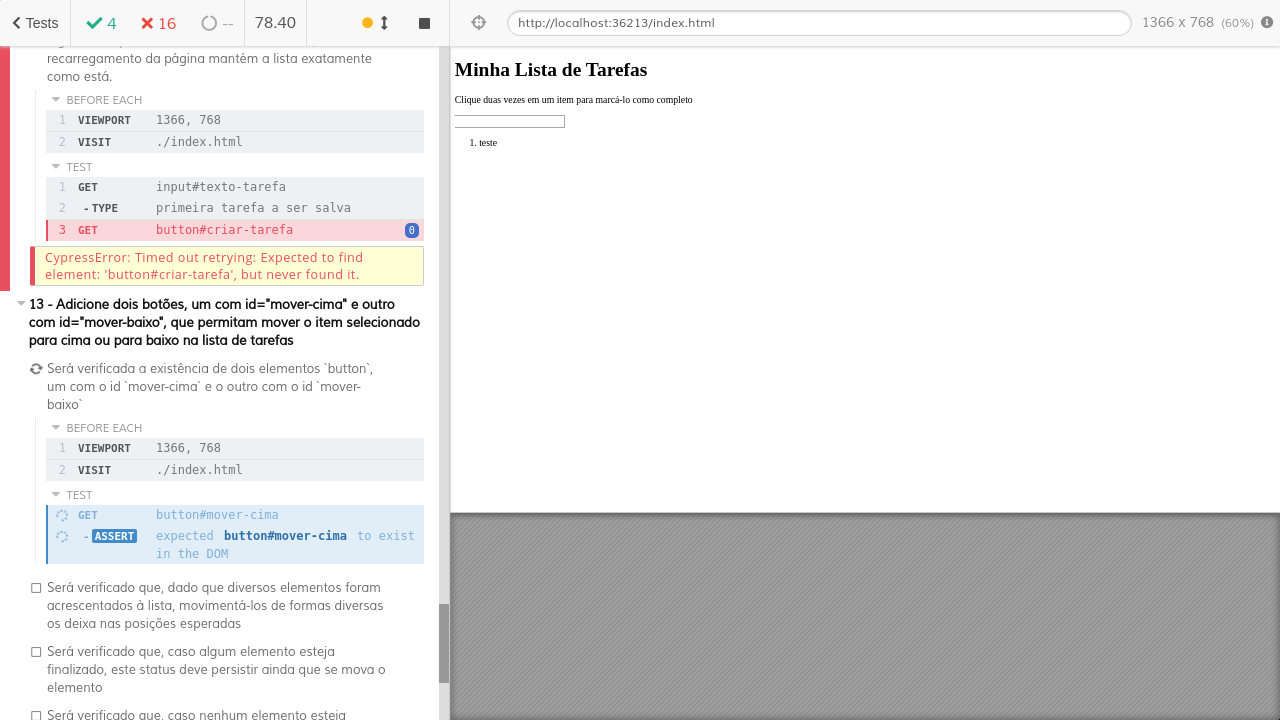 Tests
4
16
--
78.40
http://localhost:36213/index.html
1366 x 768 (60%)
recarregamento da página mantém a lista exatamente
como está.
BEFORE EACH
1 VIEWPORT 1366, 768
2 VISIT ./index.html
TEST
1 GET input#texto-tarefa
2 -TYPE primeira tarefa a ser salva
3 GET button#criar-tarefa 0
CypressError: Timed out retrying: Expected to find
element: 'button#criar-tarefa', but never found it.
13 - Adicione dois botões, um com id="mover-cima" e outro
com id="mover-baixo", que permitam mover o item selecionado
para cima ou para baixo na lista de tarefas
Será verificada a existência de dois elementos `button`,
um com o id `mover-cima` e o outro com o id `mover-
baixo`
BEFORE EACH
1 VIEWPORT 1366, 768
2 VISIT ./index.html
TEST
GET button#mover-cima
-ASSERT expected button#mover-cima to exist
in the DOM
Será verificado que, dado que diversos elementos foram
acrescentados à lista, movimentá-los de formas diversas
os deixa nas posições esperadas
Será verificado que, caso algum elemento esteja
finalizado, este status deve persistir ainda que se mova o
elemento
Será verificado que, caso nenhum elemento esteja
Minha Lista de Tarefas
Clique duas vezes em um item para marcá-lo como completo
1. teste